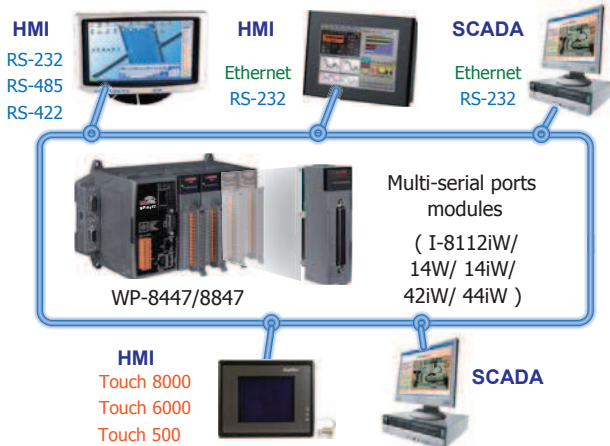 HMI
RS-232
RS-485
RS-422
HMI
Ethernet
RS-232
SCADA
Ethernet
RS-232
WP-8447/8847
Multi-serial ports
modules
( I-8112iW/
14W/ 14iW/
42iW/ 44iW )
HMI
Touch 8000
Touch 6000
Touch 500
SCADA